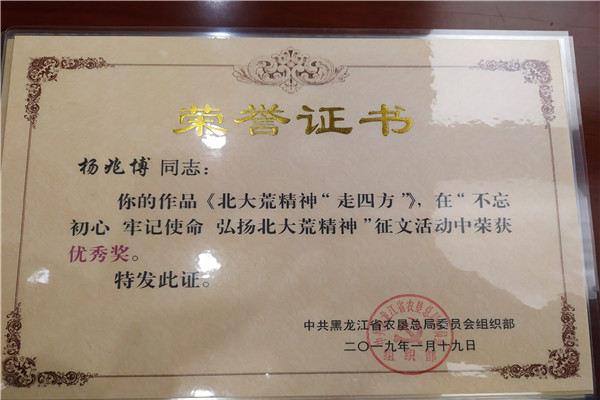 荣誉证书
杨兆博 同志：
你的作品《北大荒精神“走四方”》，在“不忘
初心 牢记使命 弘扬北大荒精神”征文活动中荣获
优秀奖。
特发此证。
中共黑龙江省农垦总局委员会组织部
二〇一九年一月十九日
组织部